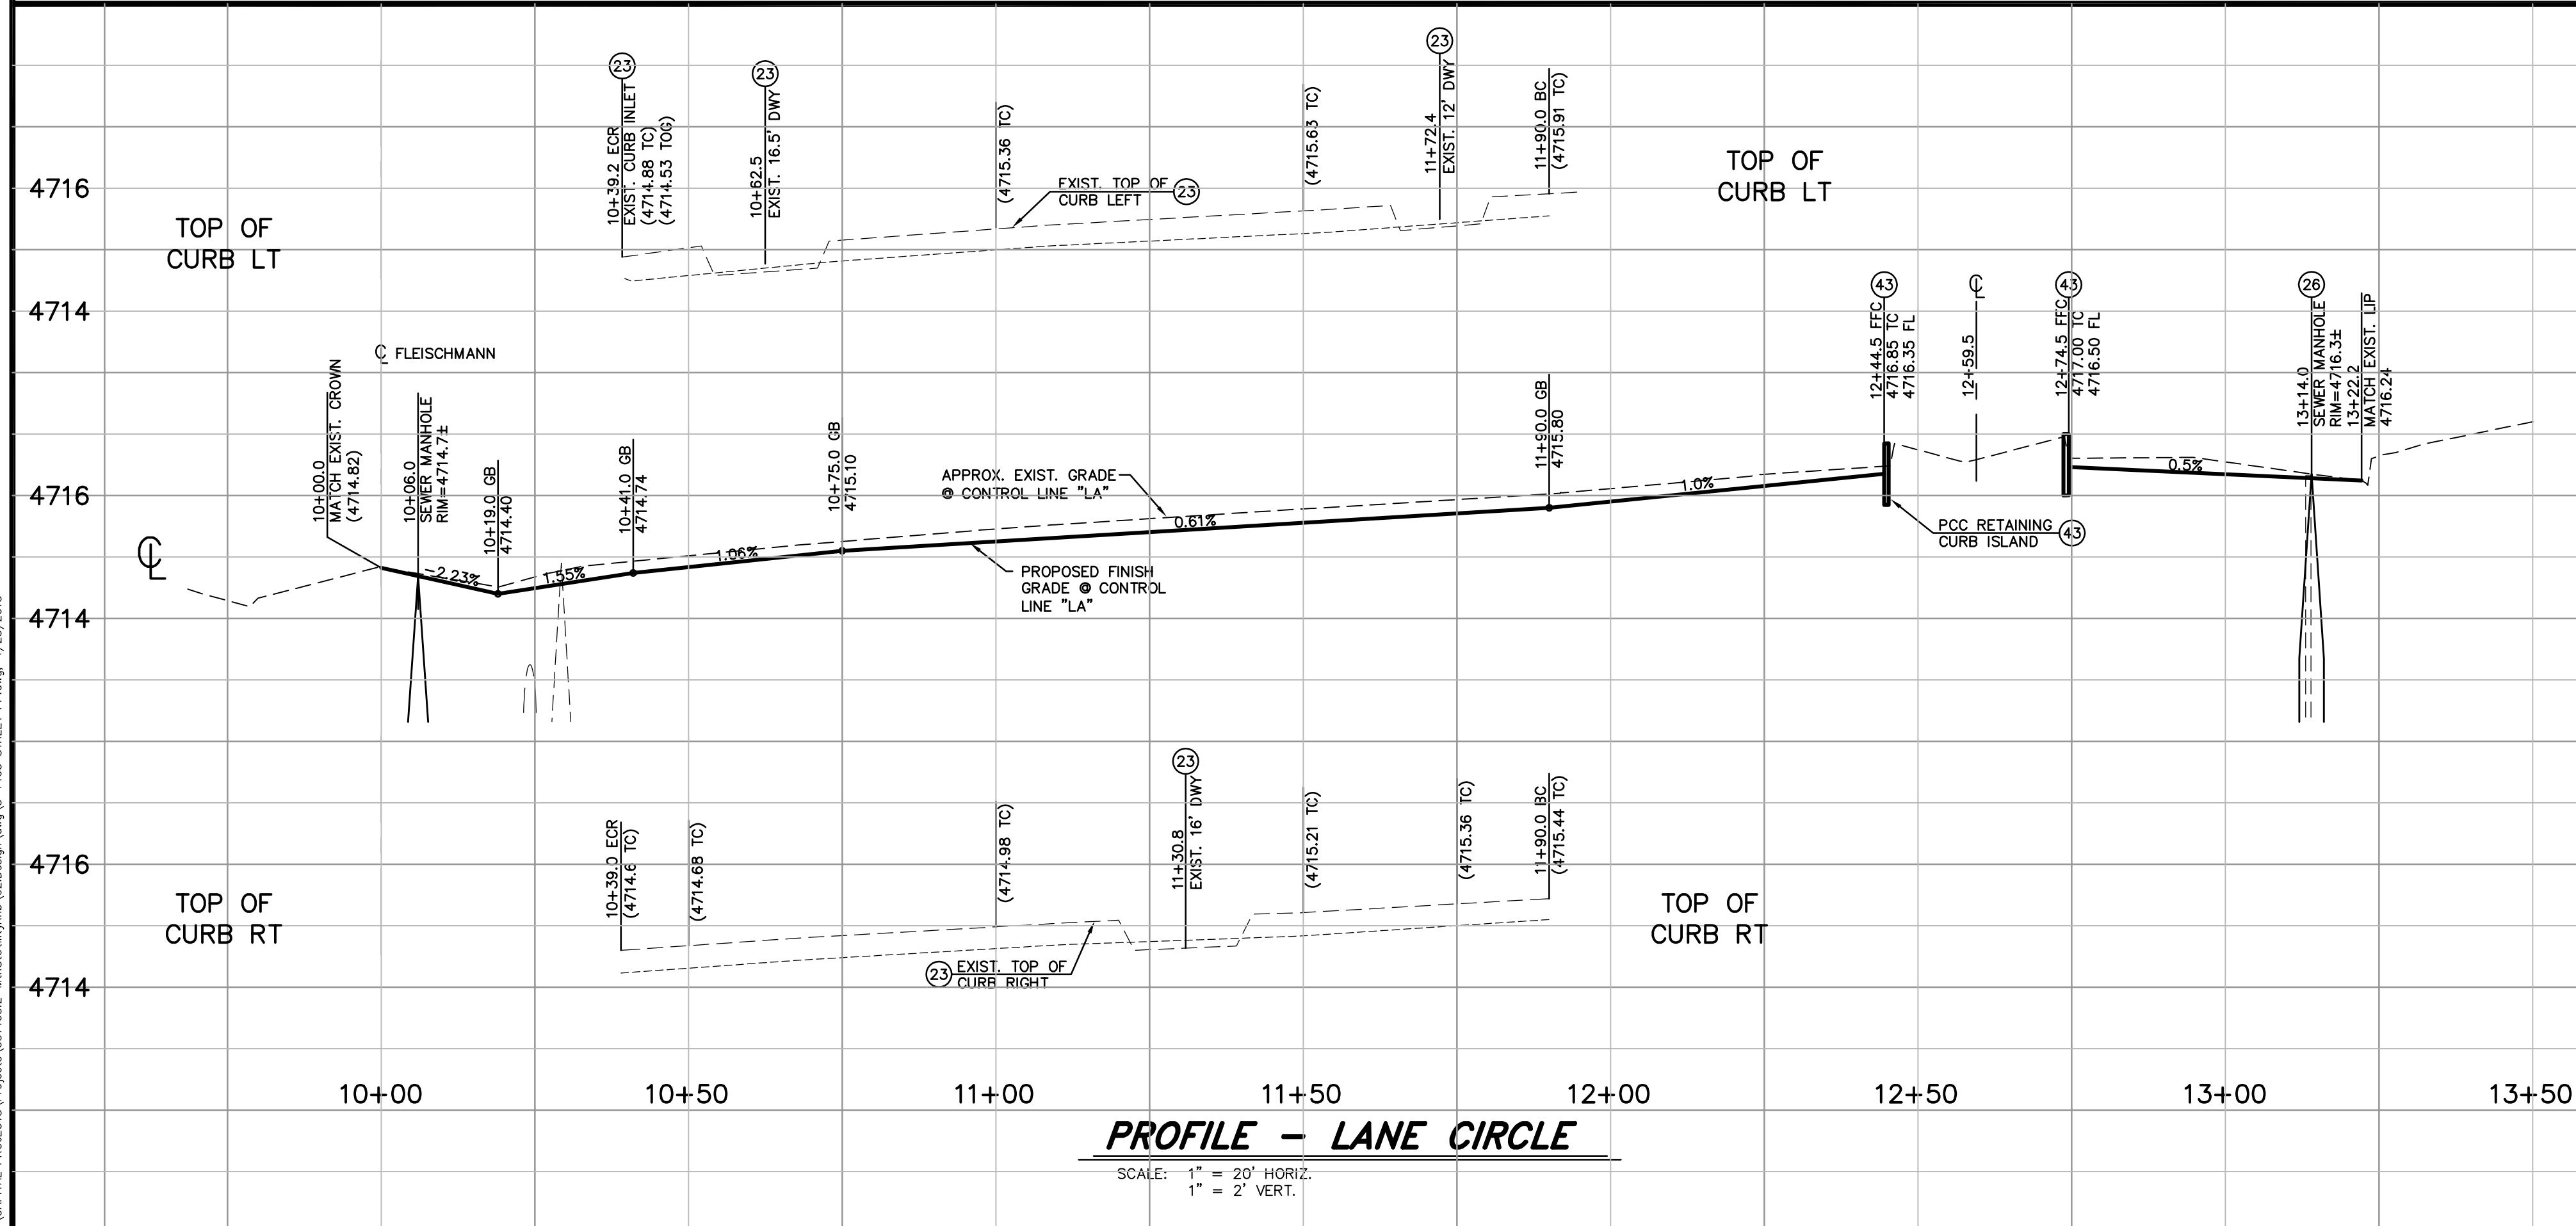 23
10+39.2 ECR
EXIST. CURB INLET
(4714.88 TC)
(4714.53 TOG)
23
10+62.5
EXIST. 16.5' DWY
(4715.36 TC)
(4715.63 TC)
23
11+72.4
EXIST. 12' DWY
11+90.0 BC
(4715.91 TC)
EXIST. TOP OF
CURB LEFT
23
TOP OF
CURB LT
TOP OF
CURB LT
4716
4714
℄ FLEISCHMANN
10+00.0
MATCH EXIST. CROWN
(4714.82)
10+06.0
SEWER MANHOLE
RIM=4714.7±
10+19.0 GB
4714.40
10+41.0 GB
4714.74
10+75.0 GB
4715.10
11+90.0 GB
4715.80
43
12+44.5 FFC
4716.85 TC
4716.35 FL
℄
12+59.5
43
12+74.5 FFC
4717.00 TC
4716.50 FL
26
13+14.0
SEWER MANHOLE
RIM=4716.3±
13+22.2
MATCH EXIST. LIP
4716.24
APPROX. EXIST. GRADE
@ CONTROL LINE "LA"
-2.23%
1.55%
1.06%
0.61%
1.0%
0.5%
PROPOSED FINISH
GRADE @ CONTROL
LINE "LA"
PCC RETAINING
CURB ISLAND
43
℄
4716
4714
10+39.0 ECR
(4714.6 TC)
(4714.68 TC)
(4714.98 TC)
23
11+30.8
EXIST. 16' DWY
(4715.21 TC)
(4715.36 TC)
11+90.0 BC
(4715.44 TC)
4716
4714
TOP OF
CURB RT
TOP OF
CURB RT
23
EXIST. TOP OF
CURB RIGHT
10+00 10+50 11+00 11+50 12+00 12+50 13+00 13+50
PROFILE - LANE CIRCLE
SCALE: 1" = 20' HORIZ.
1" = 2' VERT.